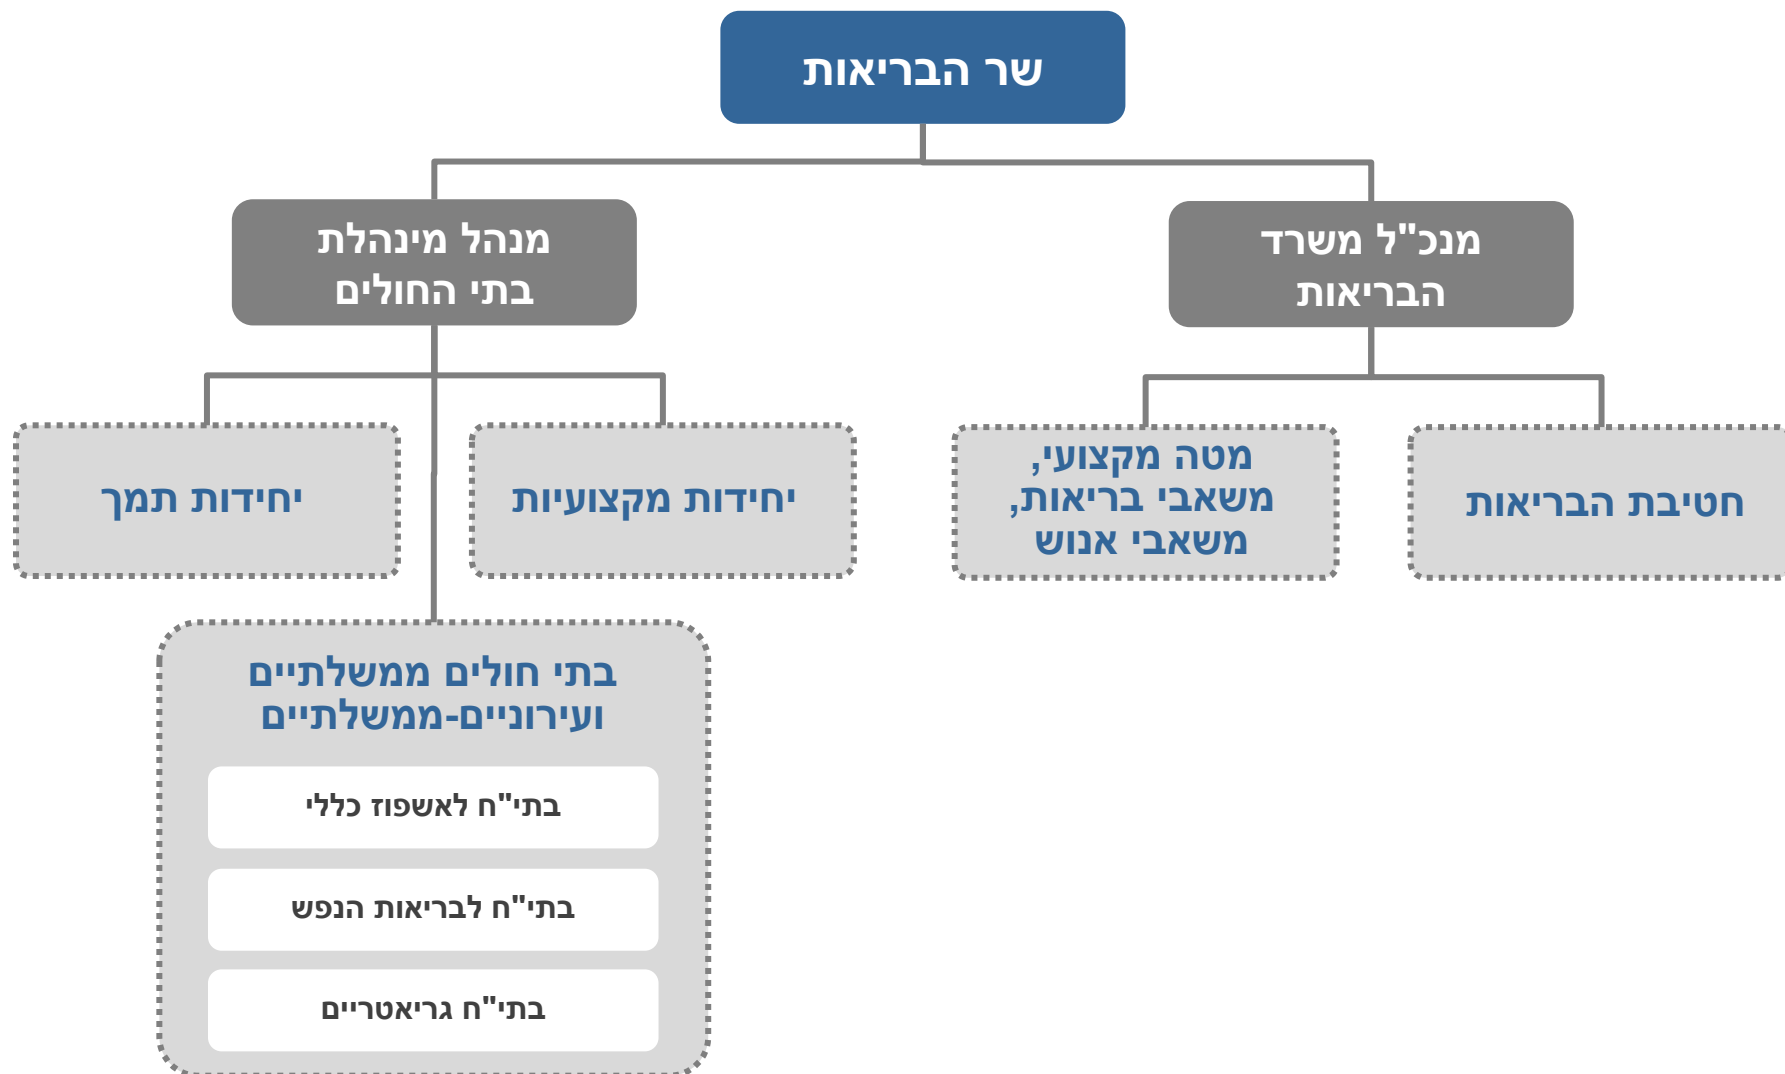 שר הבריאות
מנכ"ל משרד
הבריאות
מנהל מינהלת
בתי החולים
חטיבת הבריאות
מטה מקצועי,
משאבי בריאות,
משאבי אנוש
יחידות מקצועיות
יחידות תמך
בתי חולים ממשלתיים
ועירוניים-ממשלתיים
בתי"ח לאשפוז כללי
בתי"ח לבריאות הנפש
בתי"ח גריאטריים